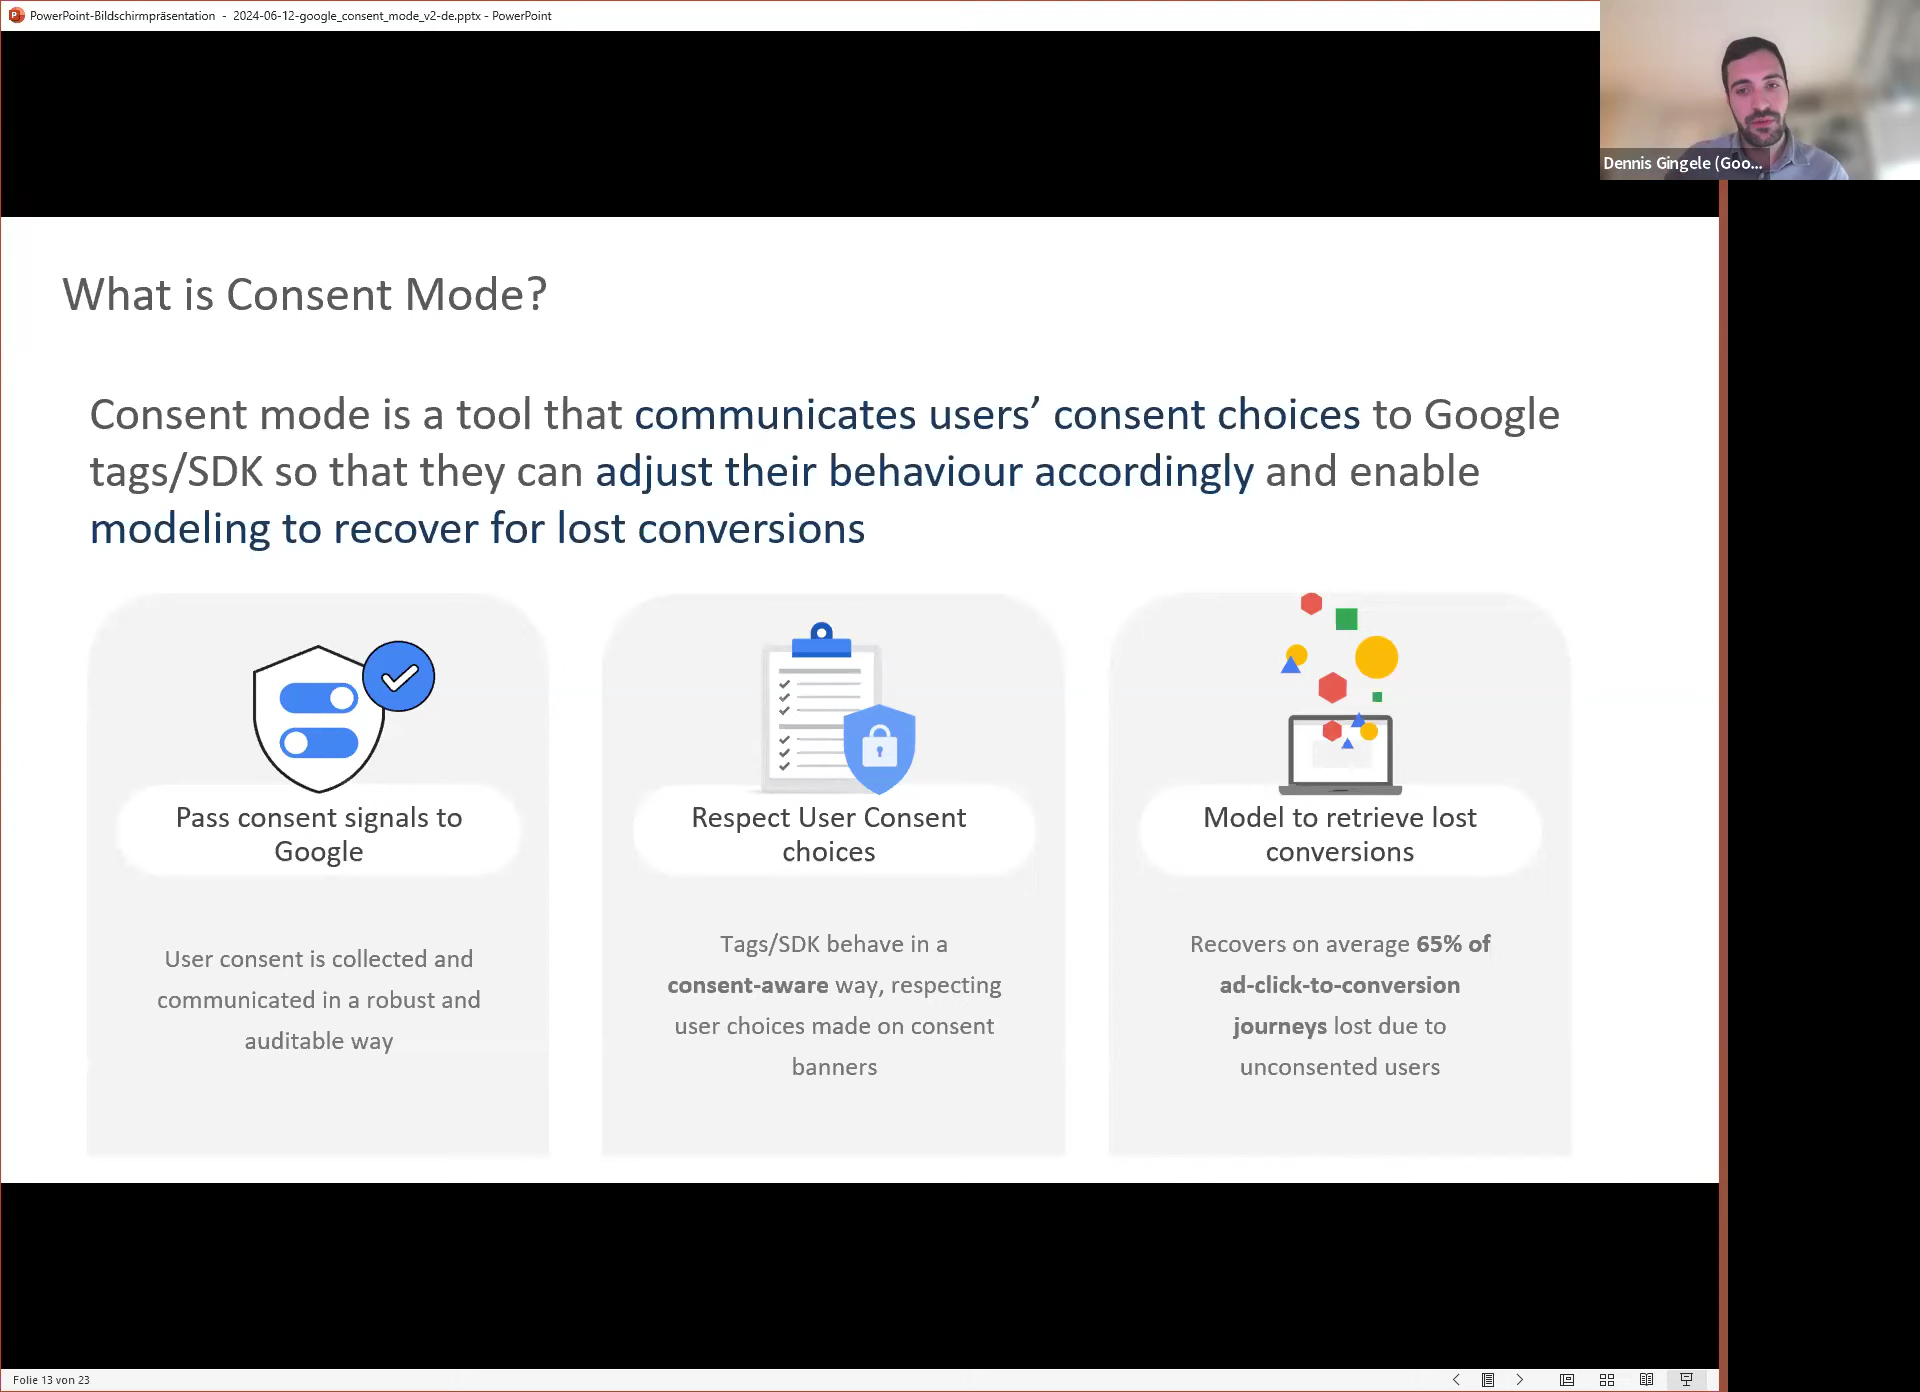 PowerPoint-Bildschirmpräsentation - 2024-06-12-google_consent_mode_v2-de.pptx - PowerPoint
Dennis Gingele (Goo...
What is Consent Mode?
Consent mode is a tool that communicates users’ consent choices to Google
tags/SDK so that they can adjust their behaviour accordingly and enable
modeling to recover for lost conversions
Pass consent signals to
Google
User consent is collected and
communicated in a robust and
auditable way
Respect User Consent
choices
Tags/SDK behave in a
consent-aware way, respecting
user choices made on consent
banners
Model to retrieve lost
conversions
Recovers on average 65% of
ad-click-to-conversion
journeys lost due to
unconsented users
Folie 13 von 23